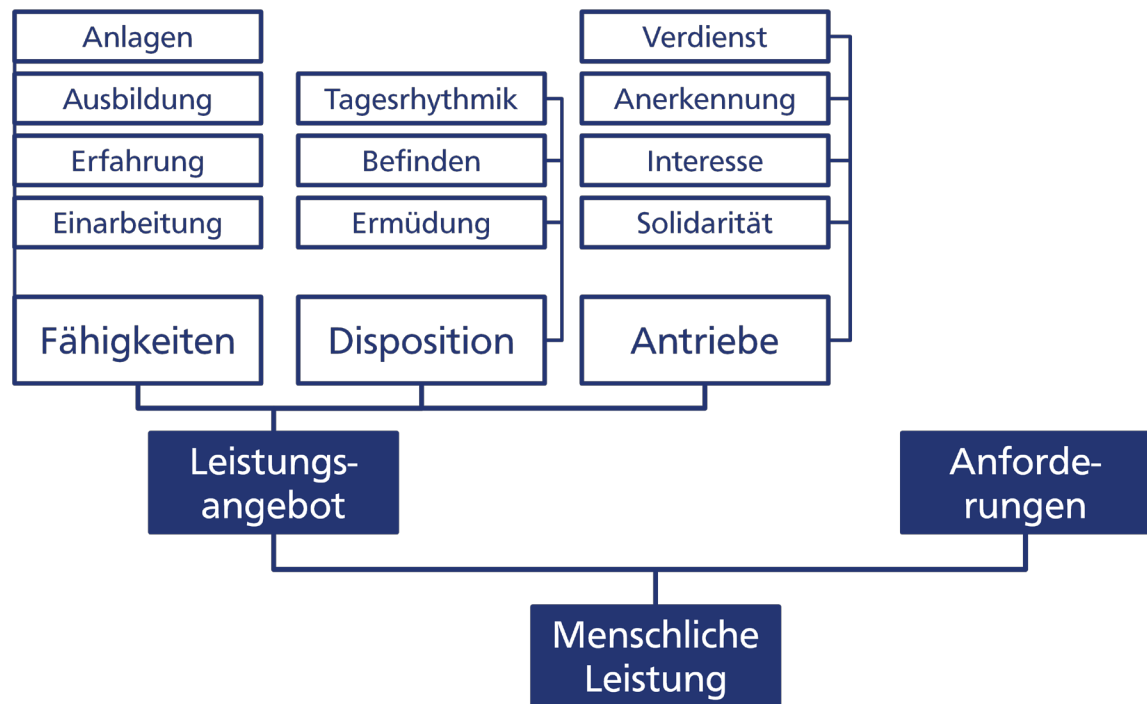 Anlagen
Verdienst
Ausbildung
Tagesrhythmik
Anerkennung
Erfahrung
Befinden
Interesse
Einarbeitung
Ermüdung
Solidarität
Fähigkeiten
Disposition
Antriebe
Leistungs-
angebot
Anforde-
rungen
Menschliche
Leistung